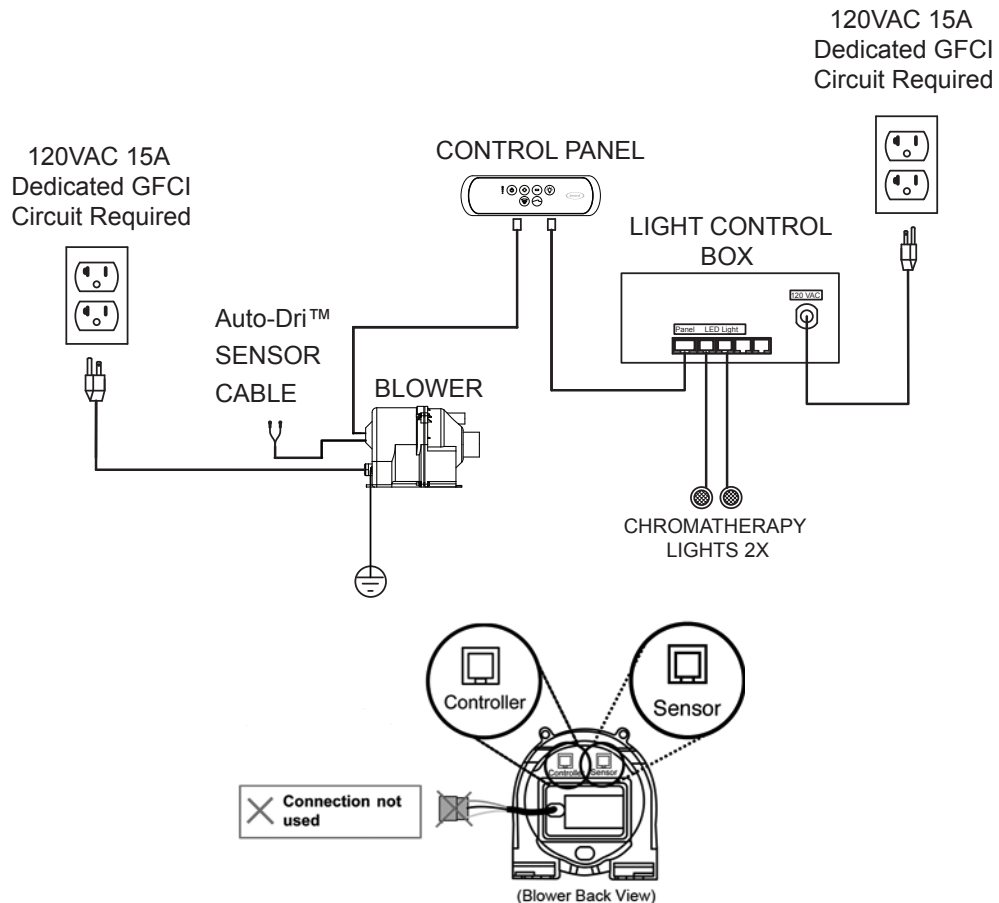 120VAC 15A
Dedicated GFCI
Circuit Required
120VAC 15A
Dedicated GFCI
Circuit Required
CONTROL PANEL
LIGHT CONTROL
BOX
120 VAC
Panel LED Light
Auto-Dri™
SENSOR
CABLE
BLOWER
CHROMATHERAPY
LIGHTS 2X
Controller
Sensor
Controller
Sensor
Connection not
used
(Blower Back View)